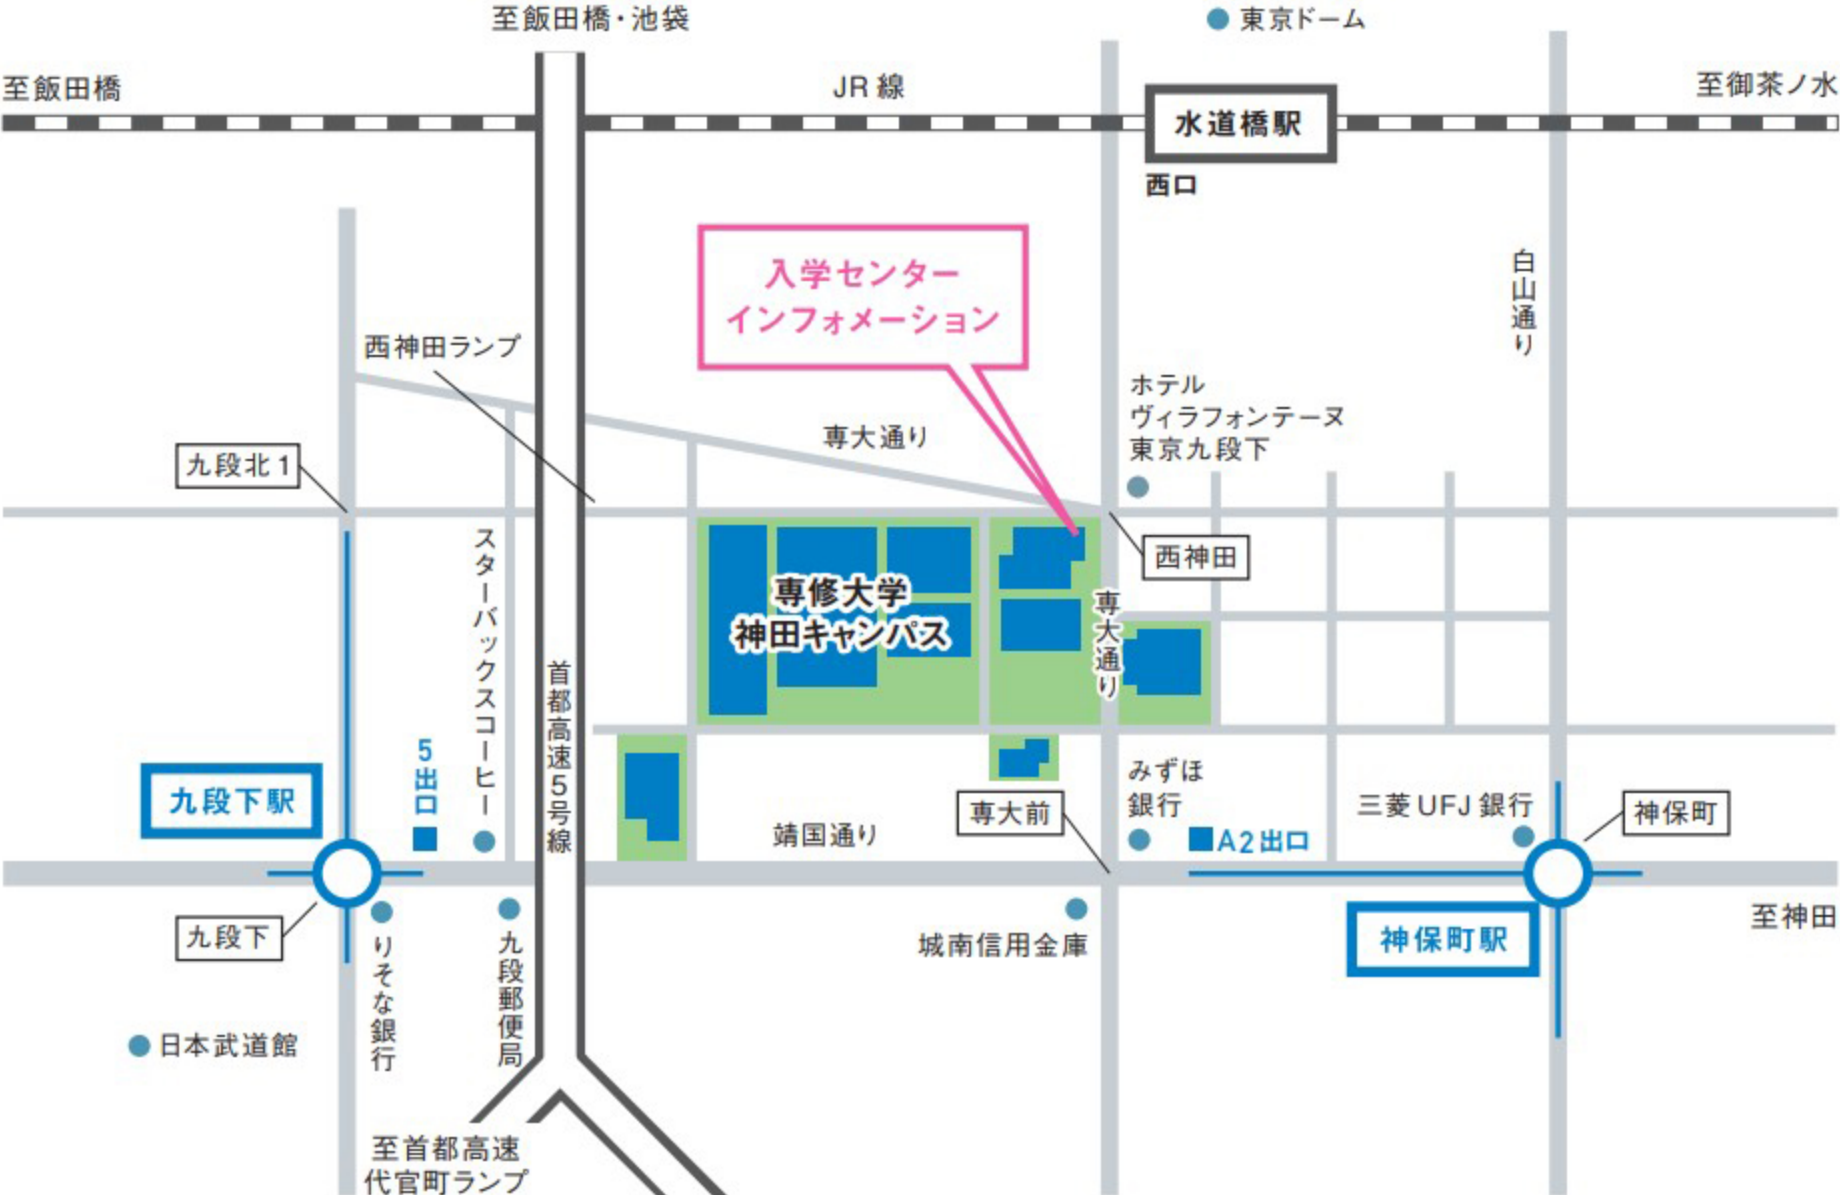 至飯田橋・池袋
東京ドーム
至飯田橋
JR 線
至御茶ノ水
水道橋駅
西口
入学センター
インフォメーション
白山通り
西神田ランプ
ホテル
ヴィラフォンテーヌ
東京九段下
専大通り
九段北1
スターバックスコーヒー
西神田
専修大学
神田キャンパス
専大通り
首都高速5号線
5出口
九段下駅
みずほ
銀行
専大前
三菱UFJ銀行
神保町
靖国通り
A2出口
九段下
りそな銀行
九段郵便局
城南信用金庫
神保町駅
至神田
日本武道館
至首都高速
代官町ランプ